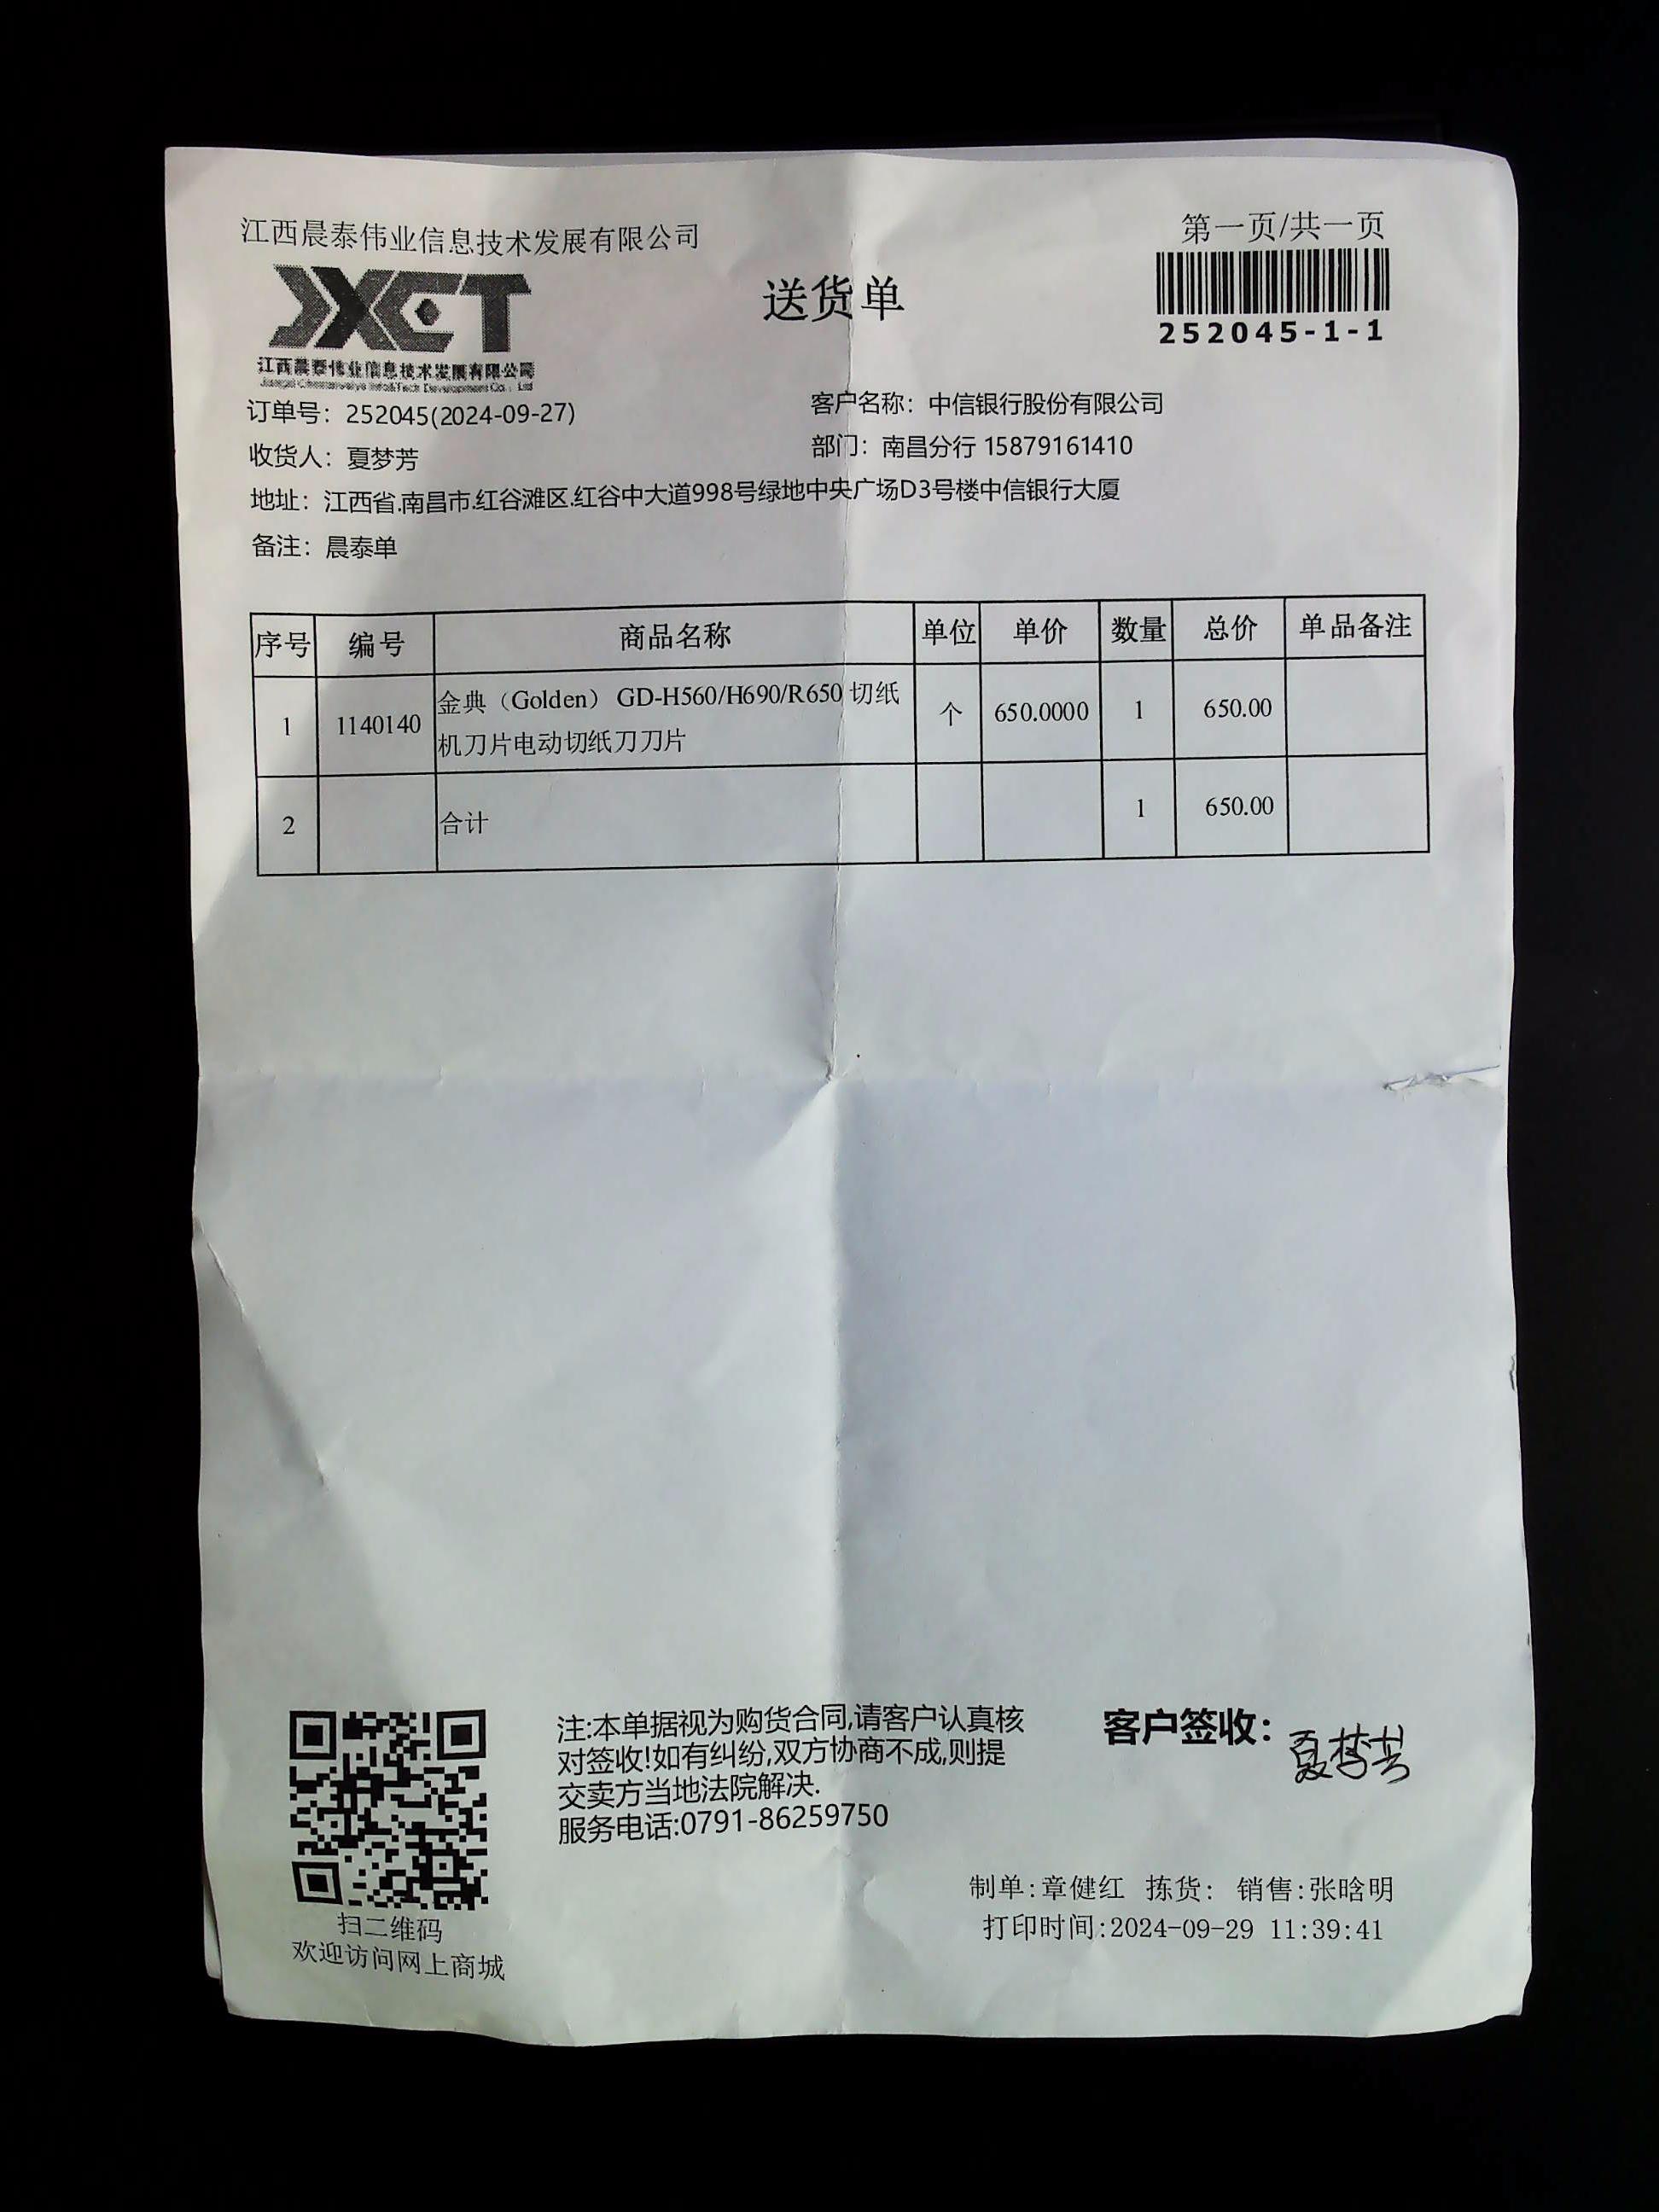 江西晨泰伟业信息技术发展有限公司
第一页/共一页
JXCT
江西晨泰伟业信息技术发展有限公司
送货单
252045-1-1
订单号：252045(2024-09-27)
客户名称：中信银行股份有限公司
收货人：夏梦芳
部门：南昌分行 15879161410
地址：江西省.南昌市.红谷滩区.红谷中大道998号绿地中央广场D3号楼中信银行大厦
备注：晨泰单
序号 编号 商品名称 单位 单价 数量 总价 单品备注
1 1140140 金典（Golden） GD-H560/H690/R650 切纸 个 650.0000 1 650.00
机刀片电动切纸刀刀片
2 合计 1 650.00
注:本单据视为购货合同,请客户认真核
对签收!如有纠纷,双方协商不成,则提
交卖方当地法院解决.
服务电话:0791-86259750
客户签收：夏梦芳
扫二维码
欢迎访问网上商城
制单:章健红 拣货: 销售:张晗明
打印时间:2024-09-29 11:39:41